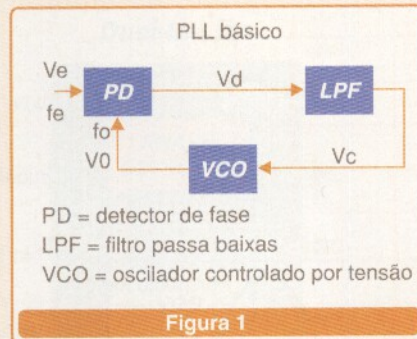 PLL básico
Ve
fe
PD
Vd
LPF
fo
V0
VCO
Vc
PD = detector de fase
LPF = filtro passa baixas
VCO = oscilador controlado por tensão
Figura 1